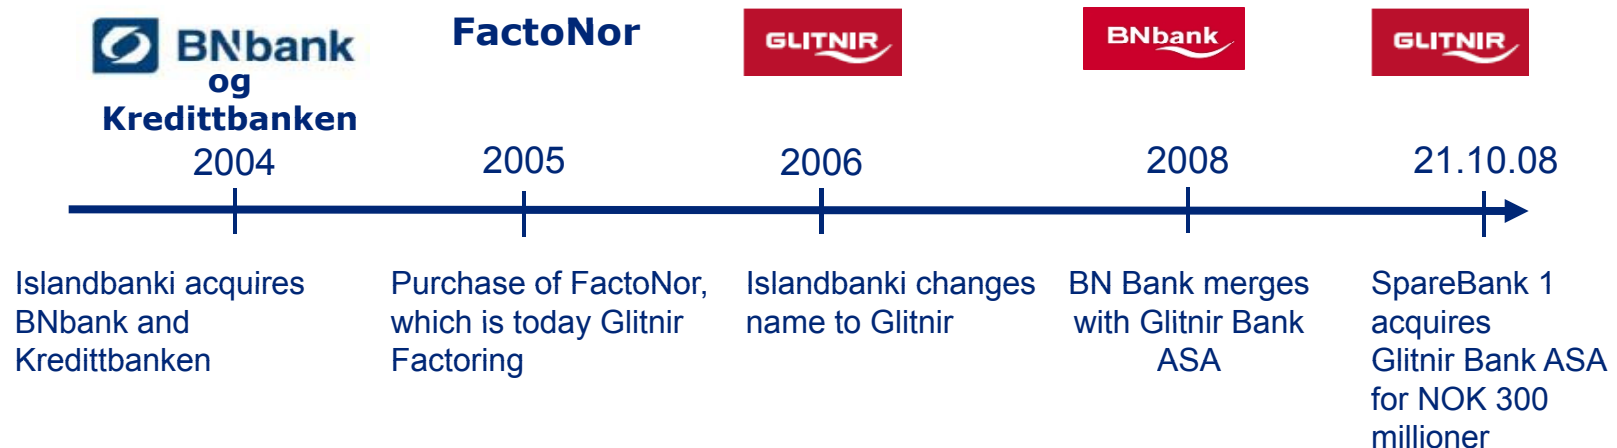 BNbank
og
Kredittbanken
FactoNor
GLITNIR
BNbank
GLITNIR
2004
2005
2006
2008
21.10.08
Islandbanki acquires
BNbank and
Kredittbanken
Purchase of FactoNor,
which is today Glitnir
Factoring
Islandbanki changes
name to Glitnir
BN Bank merges
with Glitnir Bank
ASA
SpareBank 1
acquires
Glitnir Bank ASA
for NOK 300
millioner